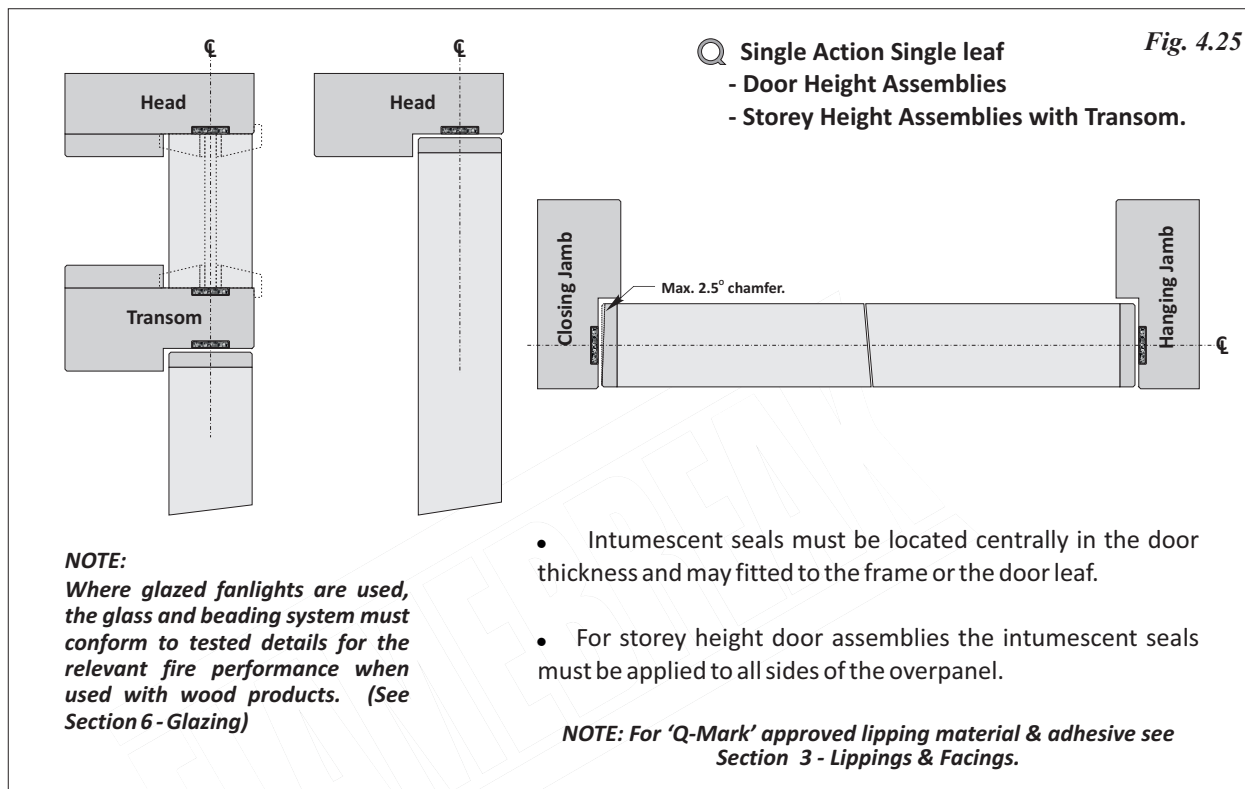 Fig. 4.25
Q Single Action Single leaf
- Door Height Assemblies
- Storey Height Assemblies with Transom.
℄
℄
Head
Head
Transom
Closing Jamb
Max. 2.5° chamfer.
Hanging Jamb
℄
NOTE:
Where glazed fanlights are used,
the glass and beading system must
conform to tested details for the
relevant fire performance when
used with wood products. (See
Section 6 - Glazing)
• Intumescent seals must be located centrally in the door
thickness and may fitted to the frame or the door leaf.
• For storey height door assemblies the intumescent seals
must be applied to all sides of the overpanel.
NOTE: For ‘Q-Mark’ approved lipping material & adhesive see
Section 3 - Lippings & Facings.